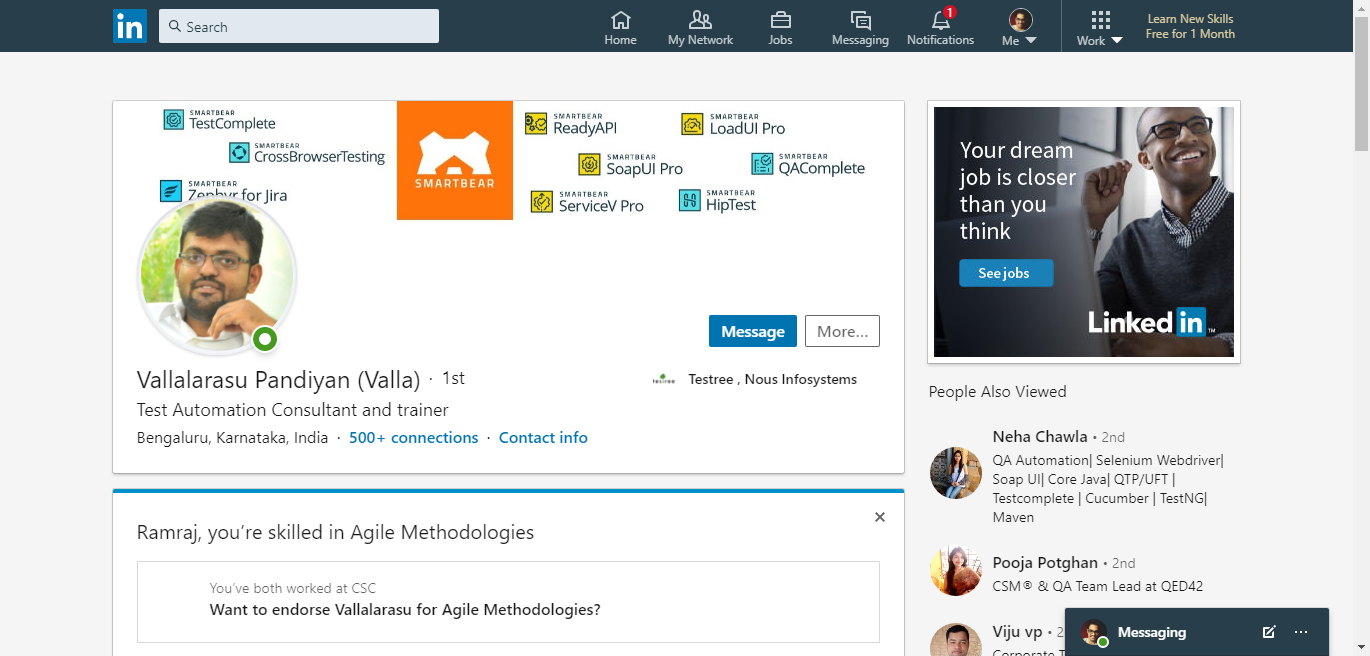 in
Search
Home
My Network
Jobs
Messaging
1
Notifications
Me
Work
Learn New Skills
Free for 1 Month
SMARTBEAR
TestComplete
SMARTBEAR
CrossBrowserTesting
SMARTBEAR
Zephyr for Jira
SMARTBEAR
SMARTBEAR
ReadyAPI
SMARTBEAR
LoadUI Pro
SMARTBEAR
SoapUI Pro
SMARTBEAR
QAComplete
SMARTBEAR
ServiceV Pro
SMARTBEAR
HipTest
Message
More...
Vallalarasu Pandiyan (Valla) · 1st
testree
Testree , Nous Infosystems
Test Automation Consultant and trainer
Bengaluru, Karnataka, India · 500+ connections · Contact info
Ramraj, you’re skilled in Agile Methodologies
You’ve both worked at CSC
Want to endorse Vallalarasu for Agile Methodologies?
Your dream
job is closer
than you
think
See jobs
Linked in ™
People Also Viewed
Neha Chawla • 2nd
QA Automation| Selenium Webdriver|
Soap UI| Core Java| QTP/UFT |
Testcomplete | Cucumber | TestNG|
Maven
Pooja Potghan • 2nd
CSM® & QA Team Lead at QED42
Viju vp • 2
Corporate T
Messaging